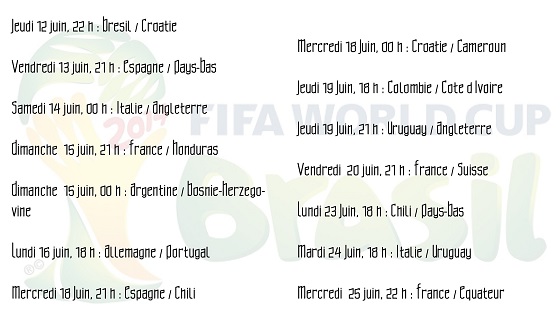 Jeudi 12 juin, 22 h : Bresil / Croatie
Vendredi 13 juin, 21 h : Espagne / Pays-Bas
Samedi 14 juin, 00 h : Italie / Angleterre
Dimanche 15 juin, 21 h : France / Honduras
Dimanche 15 juin, 00 h : Argentine / Bosnie-Herzego-
vine
Lundi 16 juin, 18 h : Allemagne / Portugal
Mercredi 18 Juin, 21 h : Espagne / Chili
Mercredi 18 Juin, 00 h : Croatie / Cameroun
Jeudi 19 Juin, 18 h : Colombie / Cote d Ivoire
Jeudi 19 Juin, 21 h : Uruguay / Angleterre
Vendredi 20 juin, 21 h : France / Suisse
Lundi 23 Juin, 18 h : Chili / Pays-Bas
Mardi 24 Juin, 18 h : Italie / Uruguay
Mercredi 25 juin, 22 h : France / Equateur
2014
FIFA WORLD CUP
Brasil